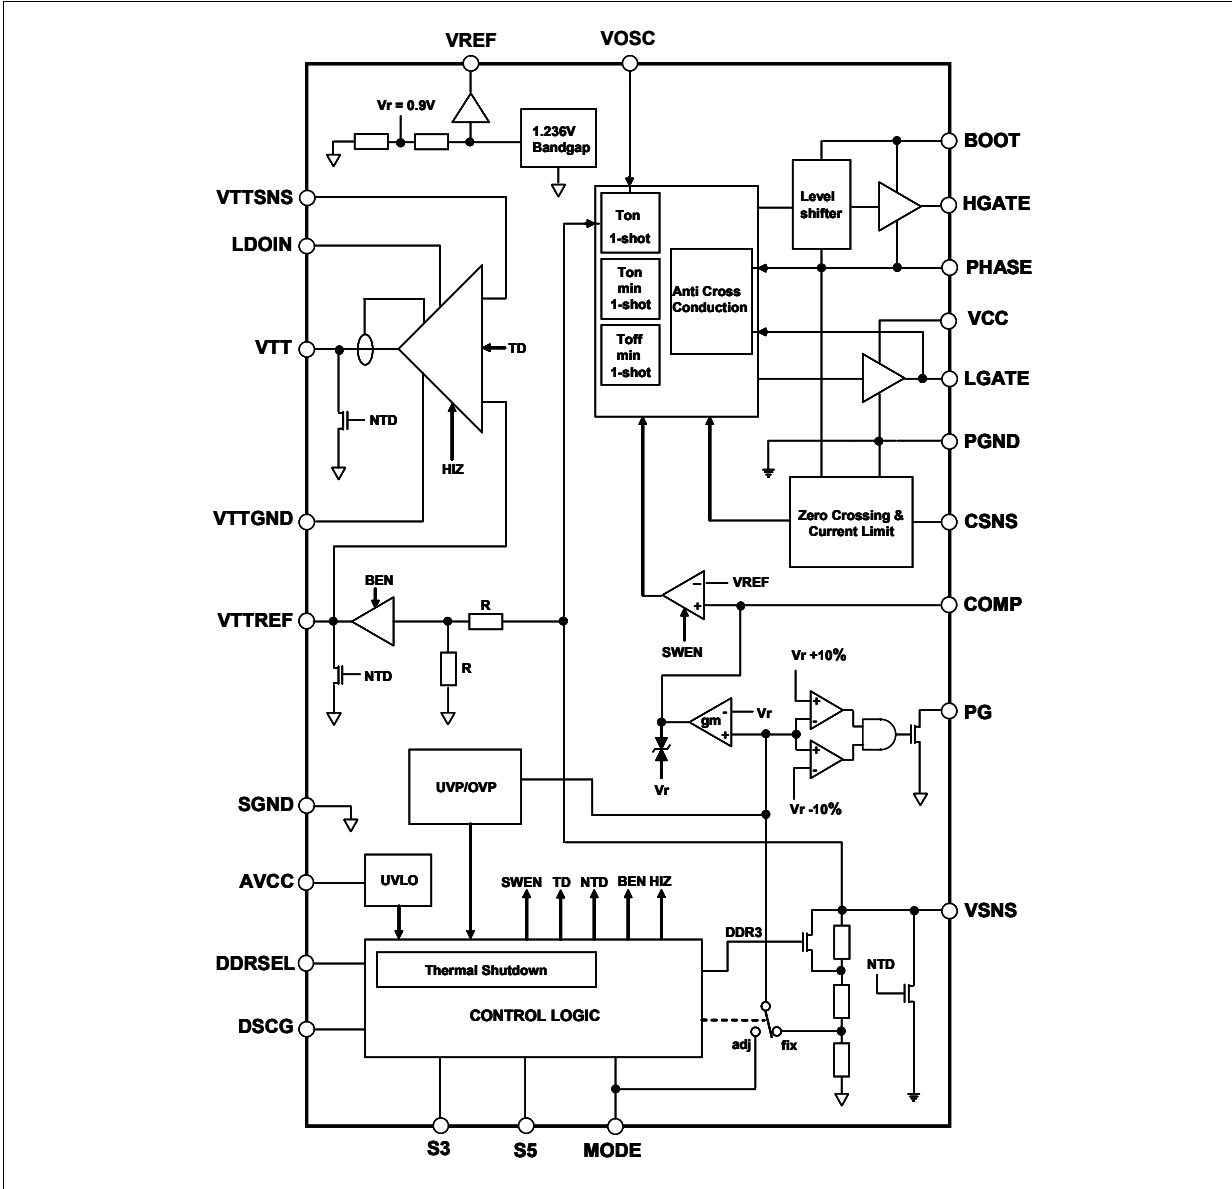 VREF
VOSC
Vr = 0.9V
1.236V
Bandgap
BOOT
VTTSNS
Level
shifter
HGATE
Ton
1-shot
LDOIN
PHASE
Ton
min
1-shot
Anti Cross
Conduction
VCC
VTT
TD
Toff
min
1-shot
LGATE
NTD
PGND
HIZ
VTTGND
Zero Crossing &
Current Limit
CSNS
BEN
−
VREF
+
COMP
R
VTTREF
SWEN
Vr +10%
R
NTD
+
-
PG
gm
-
Vr
+
+
-
Vr
UVP/OVP
Vr -10%
SGND
AVCC
UVLO
SWEN
TD
NTD
BEN
HIZ
VSNS
DDR3
DDRSEL
Thermal Shutdown
NTD
CONTROL LOGIC
DSCG
adj
fix
S3
S5
MODE